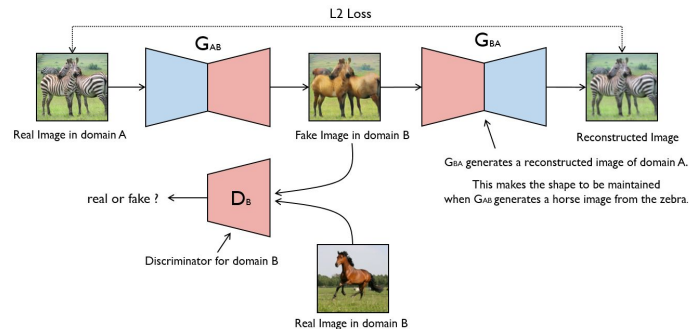 L2 Loss
GAB
GBA
Real Image in domain A
Fake Image in domain B
Reconstructed Image
GBA generates a reconstructed image of domain A.
This makes the shape to be maintained
when GAB generates a horse image from the zebra.
real or fake ?
DB
Discriminator for domain B
Real Image in domain B